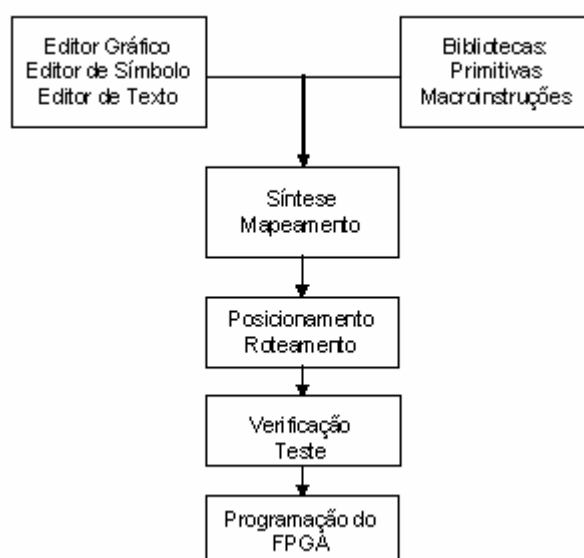 Editor Gráfico
Editor de Símbolo
Editor de Texto
Bibliotecas:
Primitivas
Macroinstruções
Síntese
Mapeamento
Posicionamento
Roteamento
Verificação
Teste
Programação do
FPGA